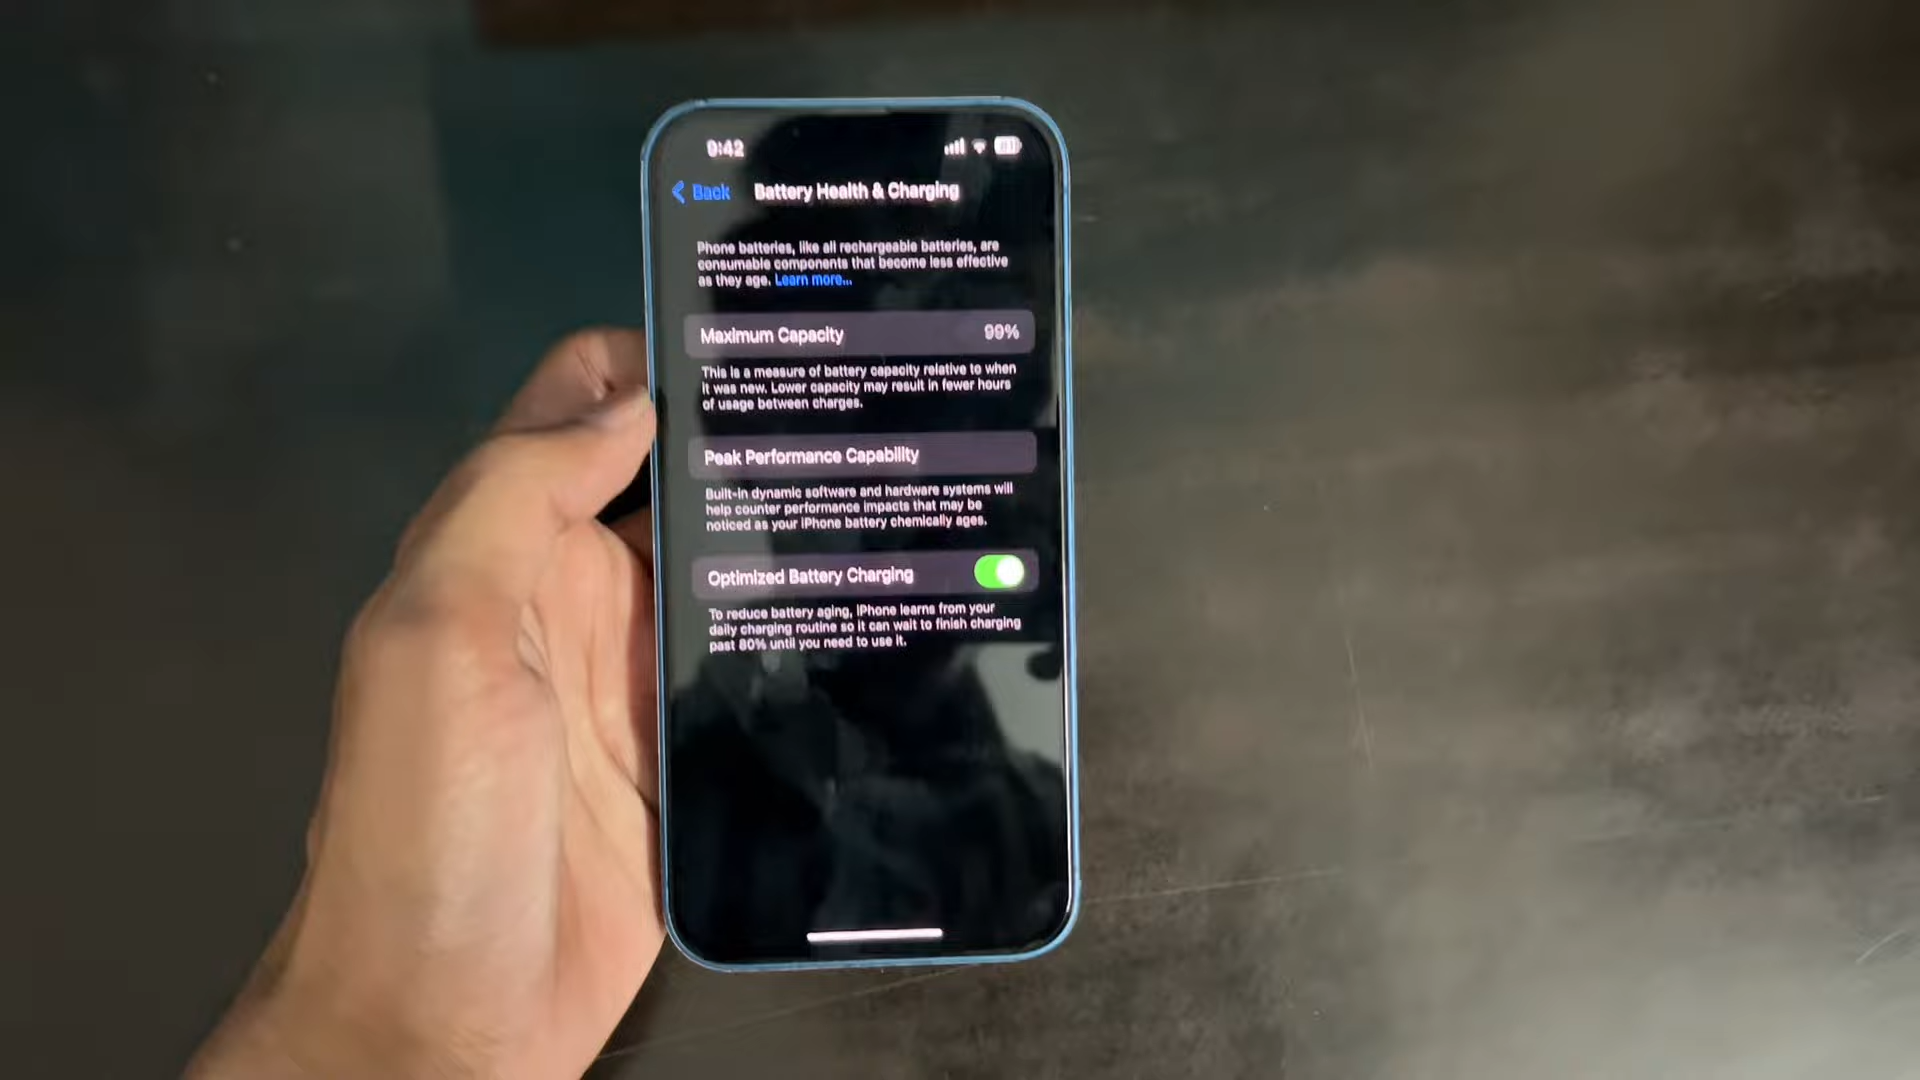 9:42
Back Battery Health & Charging
Phone batteries, like all rechargeable batteries, are
consumable components that become less effective
as they age. Learn more...
Maximum Capacity 99%
This is a measure of battery capacity relative to when
it was new. Lower capacity may result in fewer hours
of usage between charges.
Peak Performance Capability
Built-in dynamic software and hardware systems will
help counter performance impacts that may be
noticed as your iPhone battery chemically ages.
Optimized Battery Charging
To reduce battery aging, iPhone learns from your
daily charging routine so it can wait to finish charging
past 80% until you need to use it.